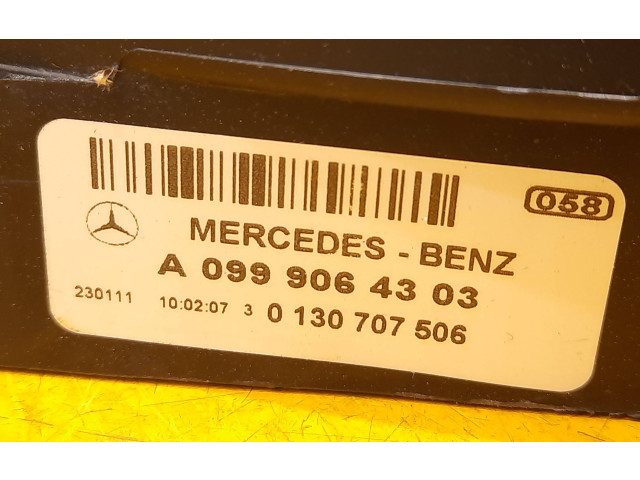 058
MERCEDES - BENZ
A 099 906 43 03
230111 10:02:07 3 0 130 707 506